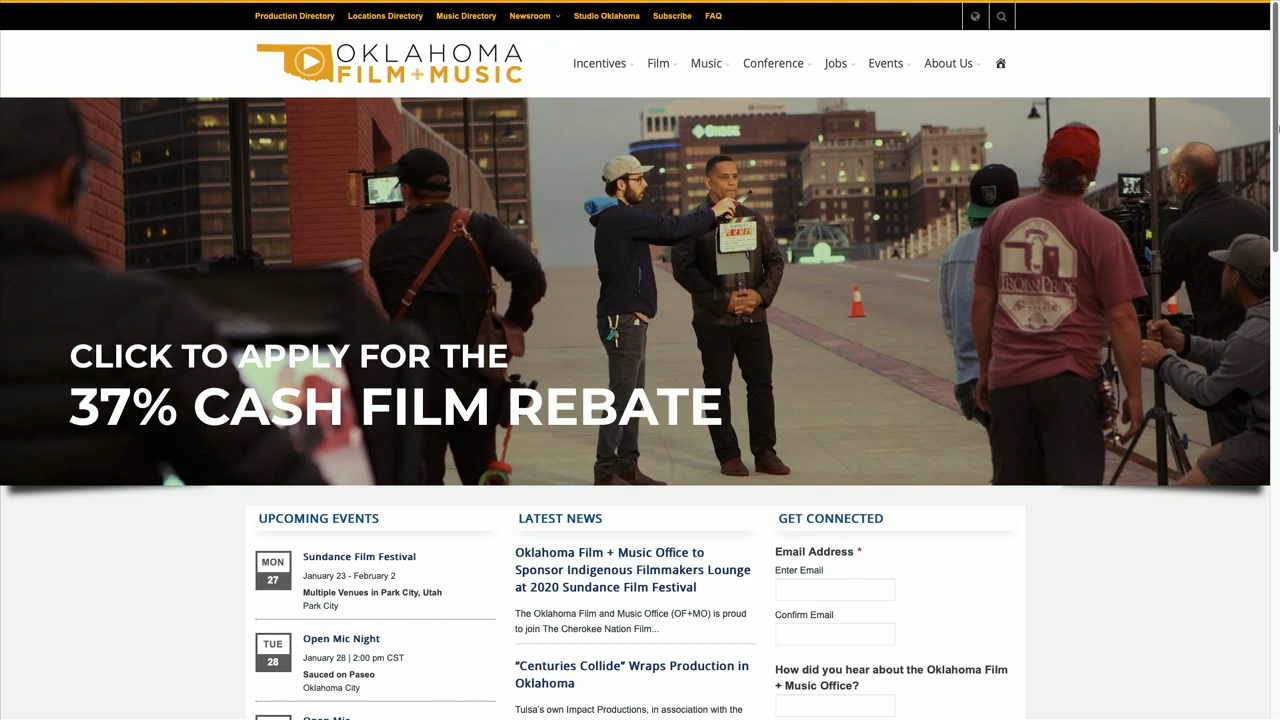 Production Directory Locations Directory Music Directory Newsroom Studio Oklahoma Subscribe FAQ
OKLAHOMA
FILM+MUSIC
Incentives Film Music Conference Jobs Events About Us
TROJANPROF
CLICK TO APPLY FOR THE
37% CASH FILM REBATE
UPCOMING EVENTS
MON
27
Sundance Film Festival
January 23 - February 2
Multiple Venues in Park City, Utah
Park City
TUE
28
Open Mic Night
January 28 | 2:00 pm CST
Sauced on Paseo
Oklahoma City
Open Mic
LATEST NEWS
Oklahoma Film + Music Office to
Sponsor Indigenous Filmmakers Lounge
at 2020 Sundance Film Festival
The Oklahoma Film and Music Office (OF+MO) is proud
to join The Cherokee Nation Film...
“Centuries Collide” Wraps Production in
Oklahoma
Tulsa's own Impact Productions, in association with the
GET CONNECTED
Email Address *
Enter Email
Confirm Email
How did you hear about the Oklahoma Film
+ Music Office?